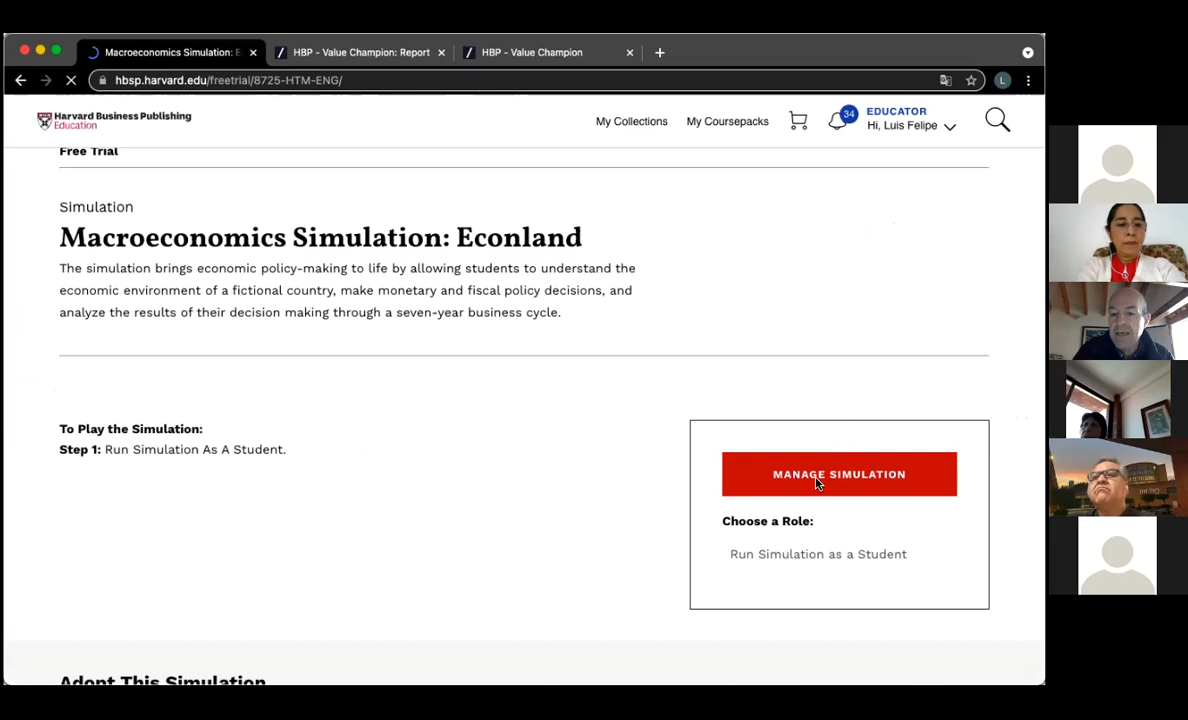 Macroeconomics Simulation: E
HBP - Value Champion: Report
HBP - Value Champion
hbsp.harvard.edu/freetrial/8725-HTM-ENG/
L
Harvard Business Publishing
Education
My Collections
My Coursepacks
34
EDUCATOR
Hi, Luis Felipe
Free Trial
Simulation
Macroeconomics Simulation: Econland
The simulation brings economic policy-making to life by allowing students to understand the
economic environment of a fictional country, make monetary and fiscal policy decisions, and
analyze the results of their decision making through a seven-year business cycle.
To Play the Simulation:
Step 1: Run Simulation As A Student.
MANAGE SIMULATION
Choose a Role:
Run Simulation as a Student
Adopt This Simulation